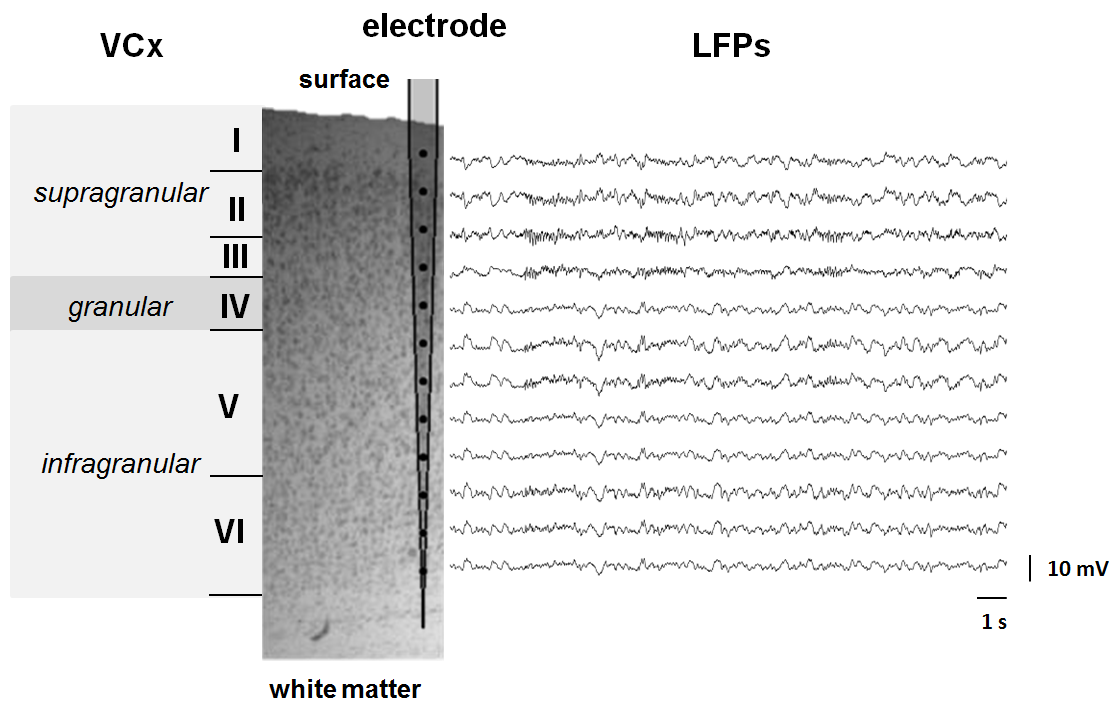 VCx
electrode
LFPs
surface
I
supragranular
II
III
granular
IV
V
infragranular
VI
10 mV
1 s
white matter